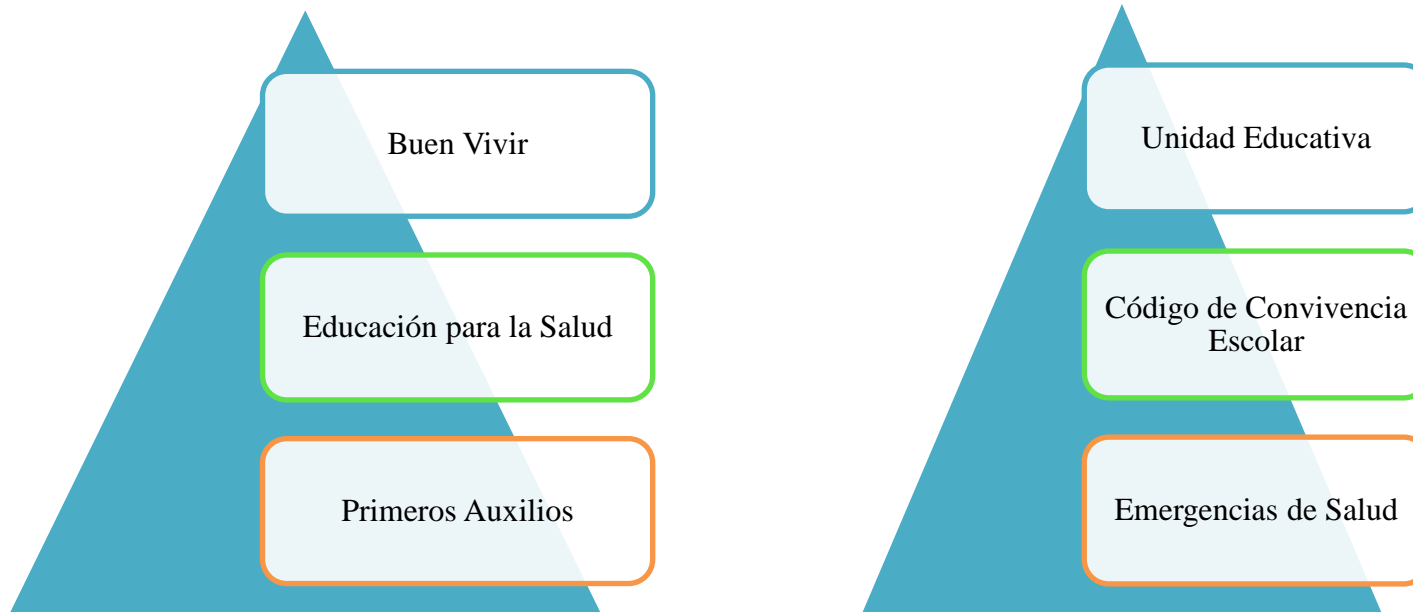 Buen Vivir
Educación para la Salud
Primeros Auxilios
Unidad Educativa
Código de Convivencia
Escolar
Emergencias de Salud